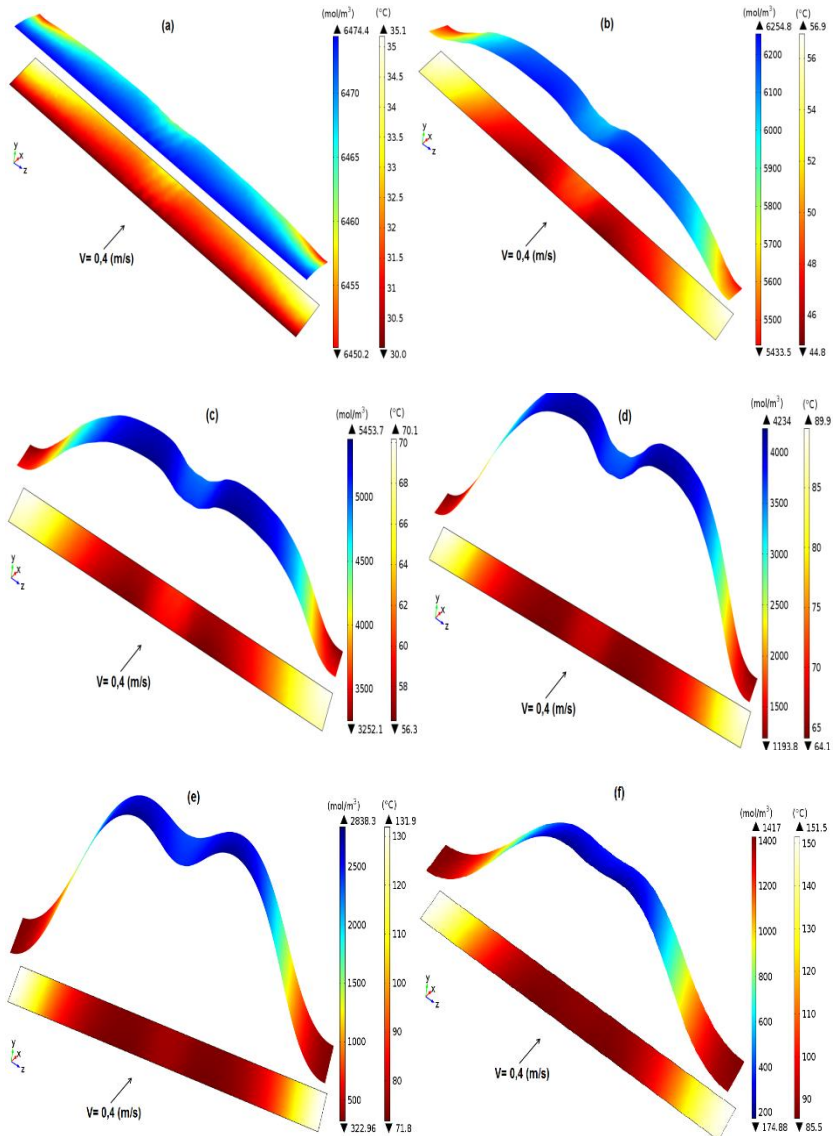 (a)
(mol/m³) (°C)
▲ 6474.4 ▲ 35.1
35
6470 34.5
34
33.5
6465
33
32.5
6460
32
31.5
6455 31
30.5
▼ 6450.2 ▼ 30.0
y
x
z
V= 0,4 (m/s)
(b)
(mol/m³) (°C)
▲ 6254.8 ▲ 56.9
6200 56
6100
54
6000
52
5900
5800 50
5700
48
5600
5500 46
▼ 5433.5 ▼ 44.8
y
x
z
V= 0,4 (m/s)
(c)
(mol/m³) (°C)
▲ 5453.7 ▲ 70.1
70
68
5000
66
4500 64
62
4000
60
3500 58
▼ 3252.1 ▼ 56.3
y
x
z
V= 0,4 (m/s)
(d)
(mol/m³) (°C)
▲ 4234 ▲ 89.9
4000
85
3500
80
3000
75
2500
2000 70
1500 65
▼ 1193.8 ▼ 64.1
y
x
z
V= 0,4 (m/s)
(e)
(mol/m³) (°C)
▲ 2838.3 ▲ 131.9
130
2500
120
2000
110
1500
100
1000 90
500 80
▼ 322.96 ▼ 71.8
y
x
z
V= 0,4 (m/s)
(f)
(mol/m³) (°C)
▲ 1417 ▲ 151.5
1400 150
140
1200
130
1000
120
800
110
600
400 100
200 90
▼ 174.88 ▼ 85.5
y
x
z
V= 0,4 (m/s)